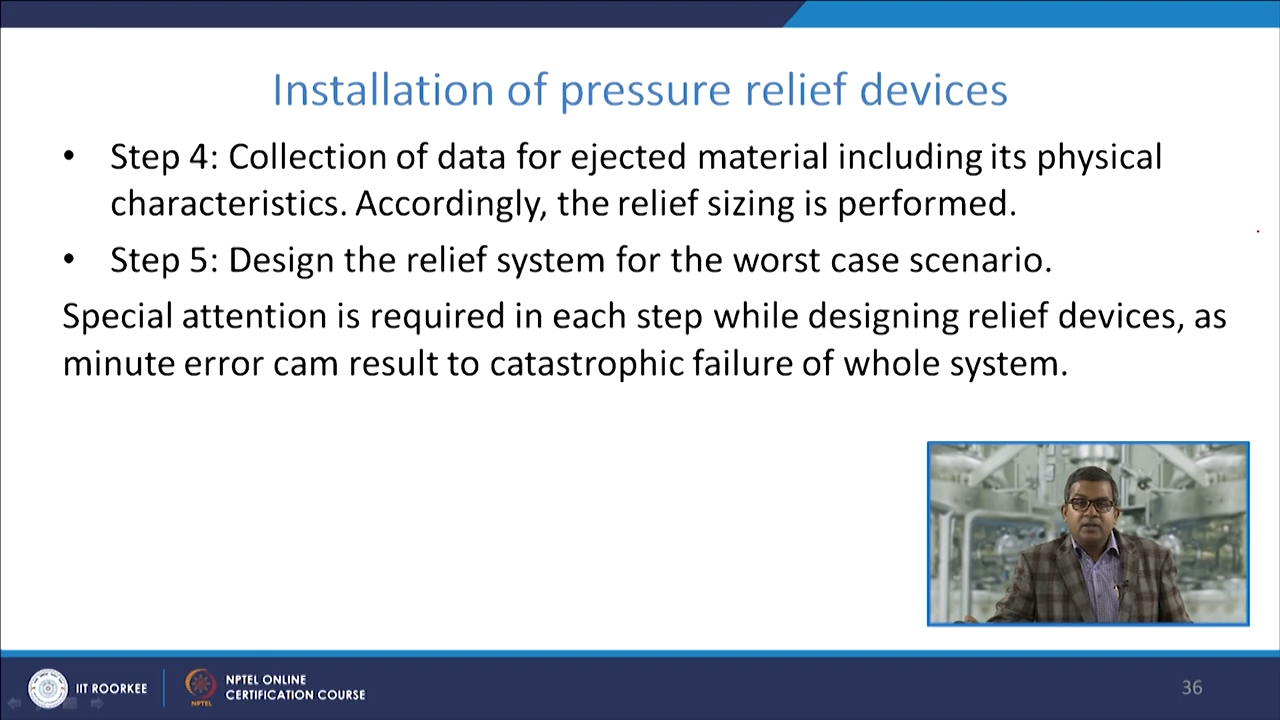 Installation of pressure relief devices
• Step 4: Collection of data for ejected material including its physical
characteristics. Accordingly, the relief sizing is performed.
• Step 5: Design the relief system for the worst case scenario.
Special attention is required in each step while designing relief devices, as
minute error cam result to catastrophic failure of whole system.
IIT ROORKEE
NPTEL
NPTEL ONLINE
CERTIFICATION COURSE
36